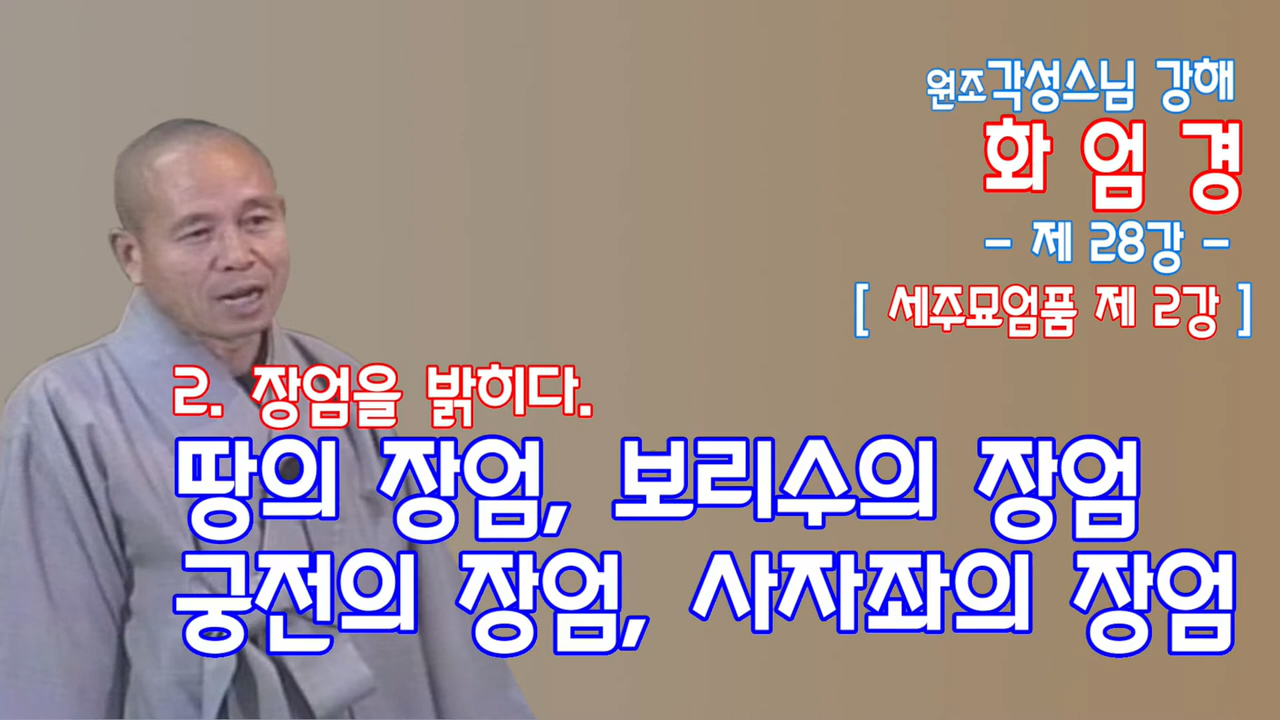 원조각성스님 강해
화엄경
- 제 28강 -
[ 세주묘엄품 제 2강 ]
2. 장엄을 밝히다.
땅의 장엄, 보리수의 장엄
궁전의 장엄, 사자좌의 장엄